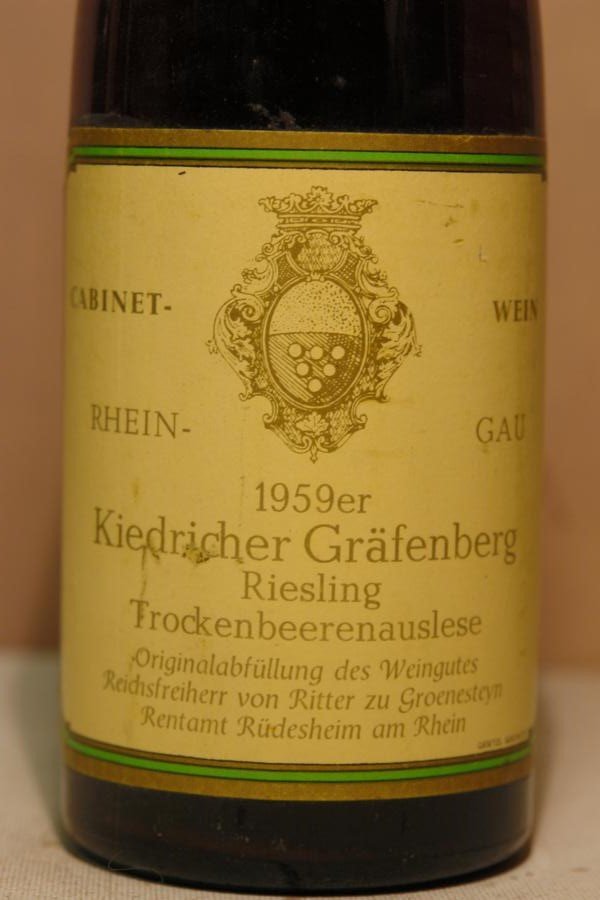 CABINET- WEIN
RHEIN- GAU
1959er
Kiedricher Gräfenberg
Riesling
Trockenbeerenauslese
Originalabfüllung des Weingutes
Reichsfreiherr von Ritter zu Groenesteyn
Rentamt Rüdesheim am Rhein